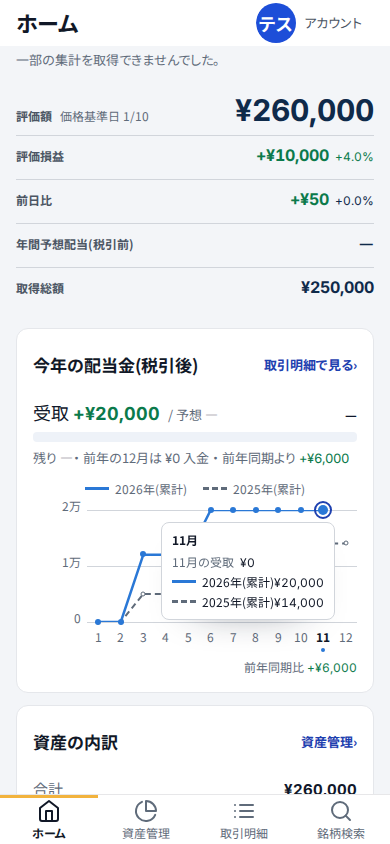 ホーム
テス アカウント
一部の集計を取得できませんでした。
評価額 価格基準日 1/10 ¥260,000
評価損益 +¥10,000 +4.0%
前日比 +¥50 +0.0%
年間予想配当(税引前) —
取得総額 ¥250,000
今年の配当金(税引後) 取引明細で見る›
受取 +¥20,000 / 予想 — —
残り —・前年の12月は ¥0 入金・前年同期より +¥6,000
2026年(累計) 2025年(累計)
2万
1万
0
11月
11月の受取 ¥0
2026年(累計)¥20,000
2025年(累計)¥14,000
1 2 3 4 5 6 7 8 9 10 11 12
前年同期比 +¥6,000
資産の内訳 資産管理›
合計 ¥260,000
ホーム 資産管理 取引明細 銘柄検索